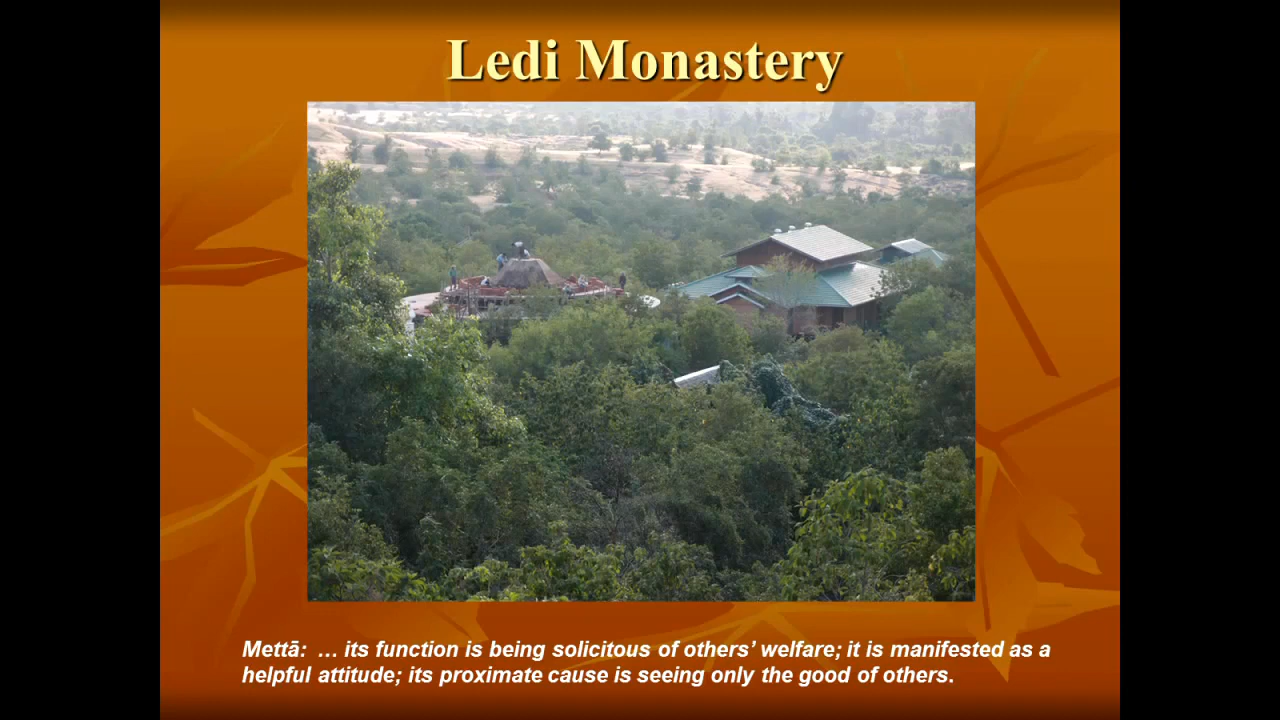 Ledi Monastery
Mettā:  … its function is being solicitous of others’ welfare; it is manifested as a
helpful attitude; its proximate cause is seeing only the good of others.